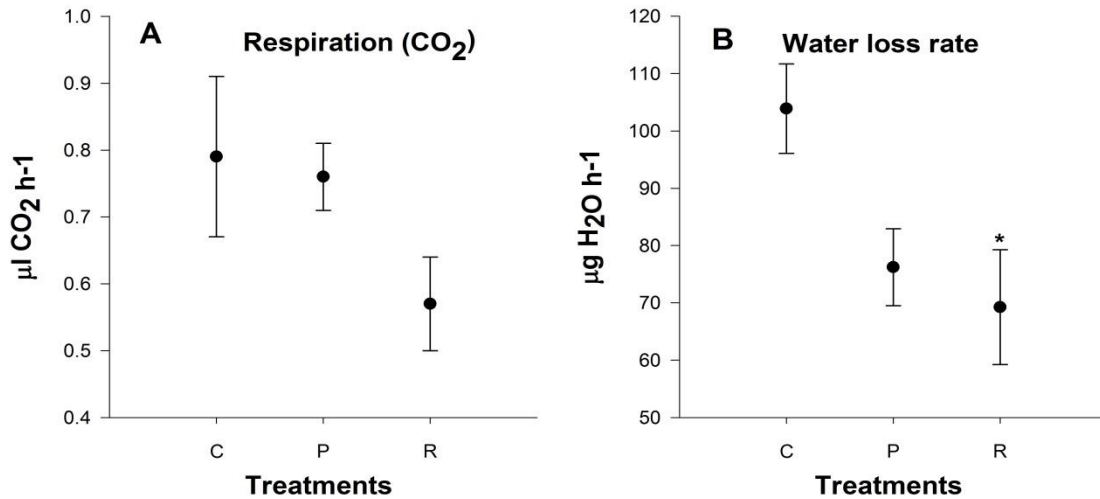 A
Respiration (CO₂)
1.0
0.9
0.8
0.7
0.6
0.5
0.4
µl CO₂ h-1
C P R
Treatments
B
Water loss rate
120
110
100
90
80
70
60
50
µg H₂O h-1
*
C P R
Treatments